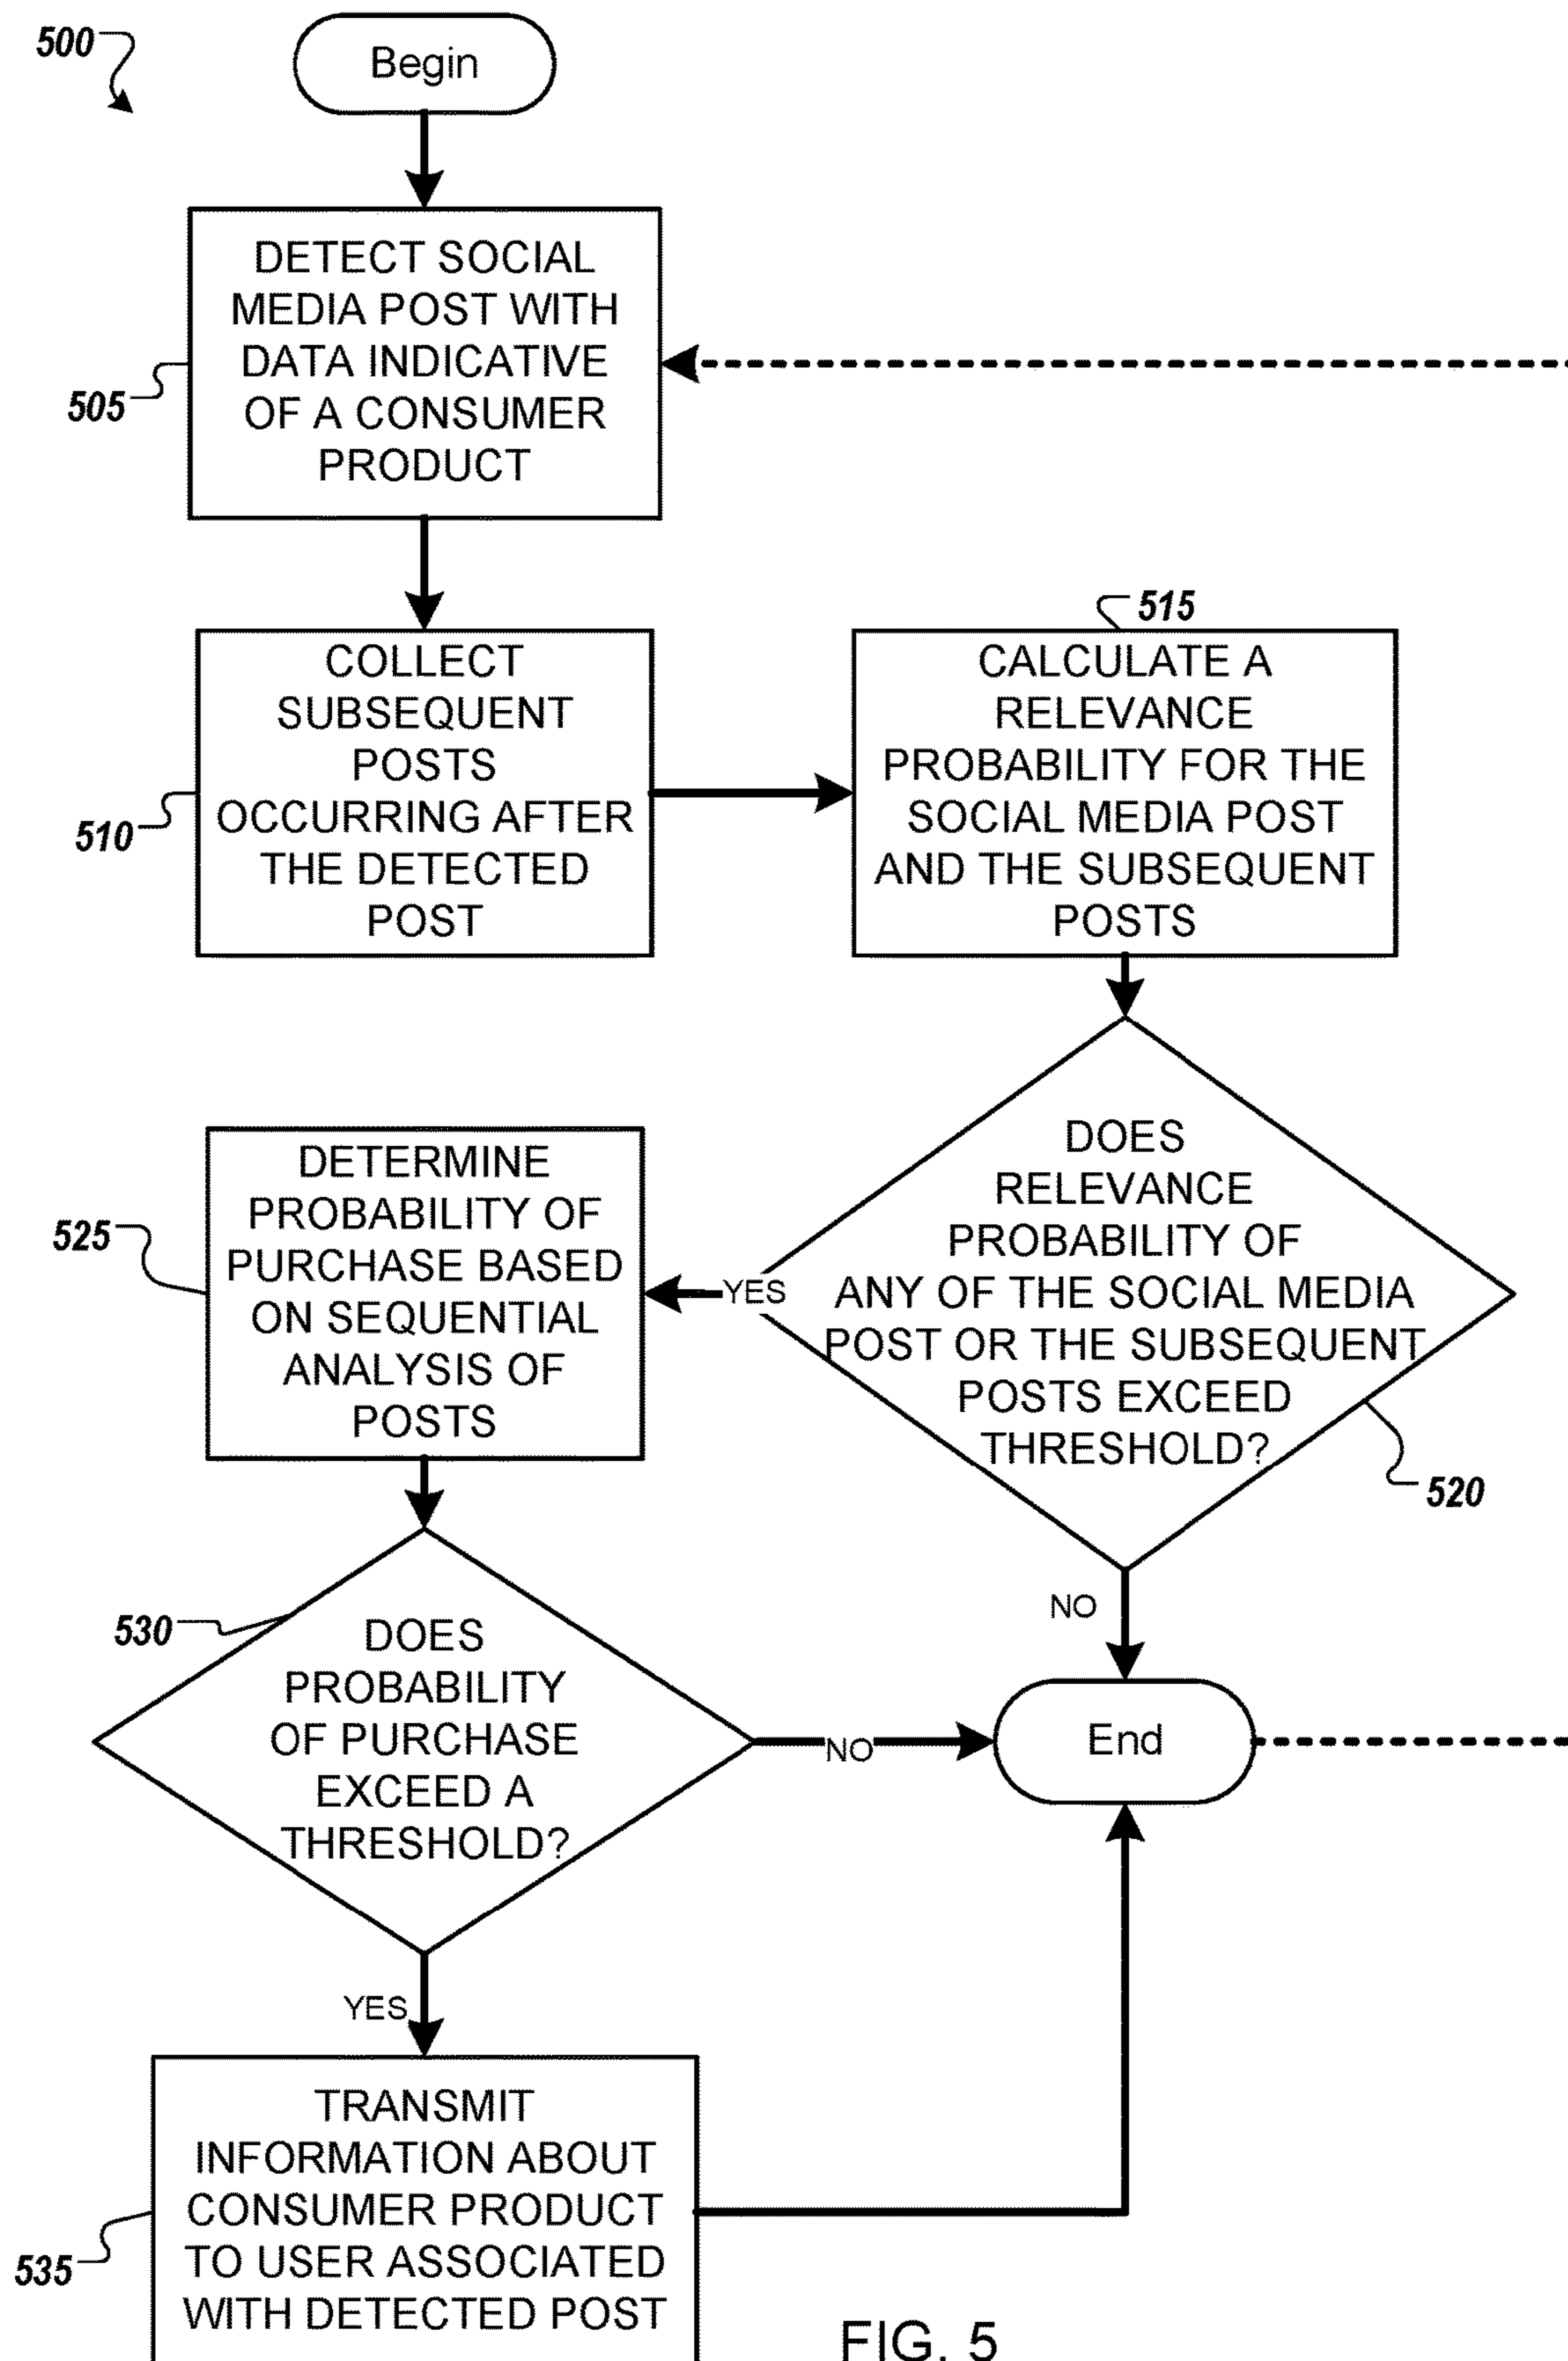 500
Begin
DETECT SOCIAL
MEDIA POST WITH
DATA INDICATIVE
OF A CONSUMER
PRODUCT
505
COLLECT
SUBSEQUENT
POSTS
OCCURRING AFTER
THE DETECTED
POST
510
515
CALCULATE A
RELEVANCE
PROBABILITY FOR THE
SOCIAL MEDIA POST
AND THE SUBSEQUENT
POSTS
DOES
RELEVANCE
PROBABILITY OF
ANY OF THE SOCIAL MEDIA
POST OR THE SUBSEQUENT
POSTS EXCEED
THRESHOLD?
520
YES
NO
DETERMINE
PROBABILITY OF
PURCHASE BASED
ON SEQUENTIAL
ANALYSIS OF
POSTS
525
530
DOES
PROBABILITY
OF PURCHASE
EXCEED A
THRESHOLD?
NO
End
YES
TRANSMIT
INFORMATION ABOUT
CONSUMER PRODUCT
TO USER ASSOCIATED
WITH DETECTED POST
535
FIG. 5